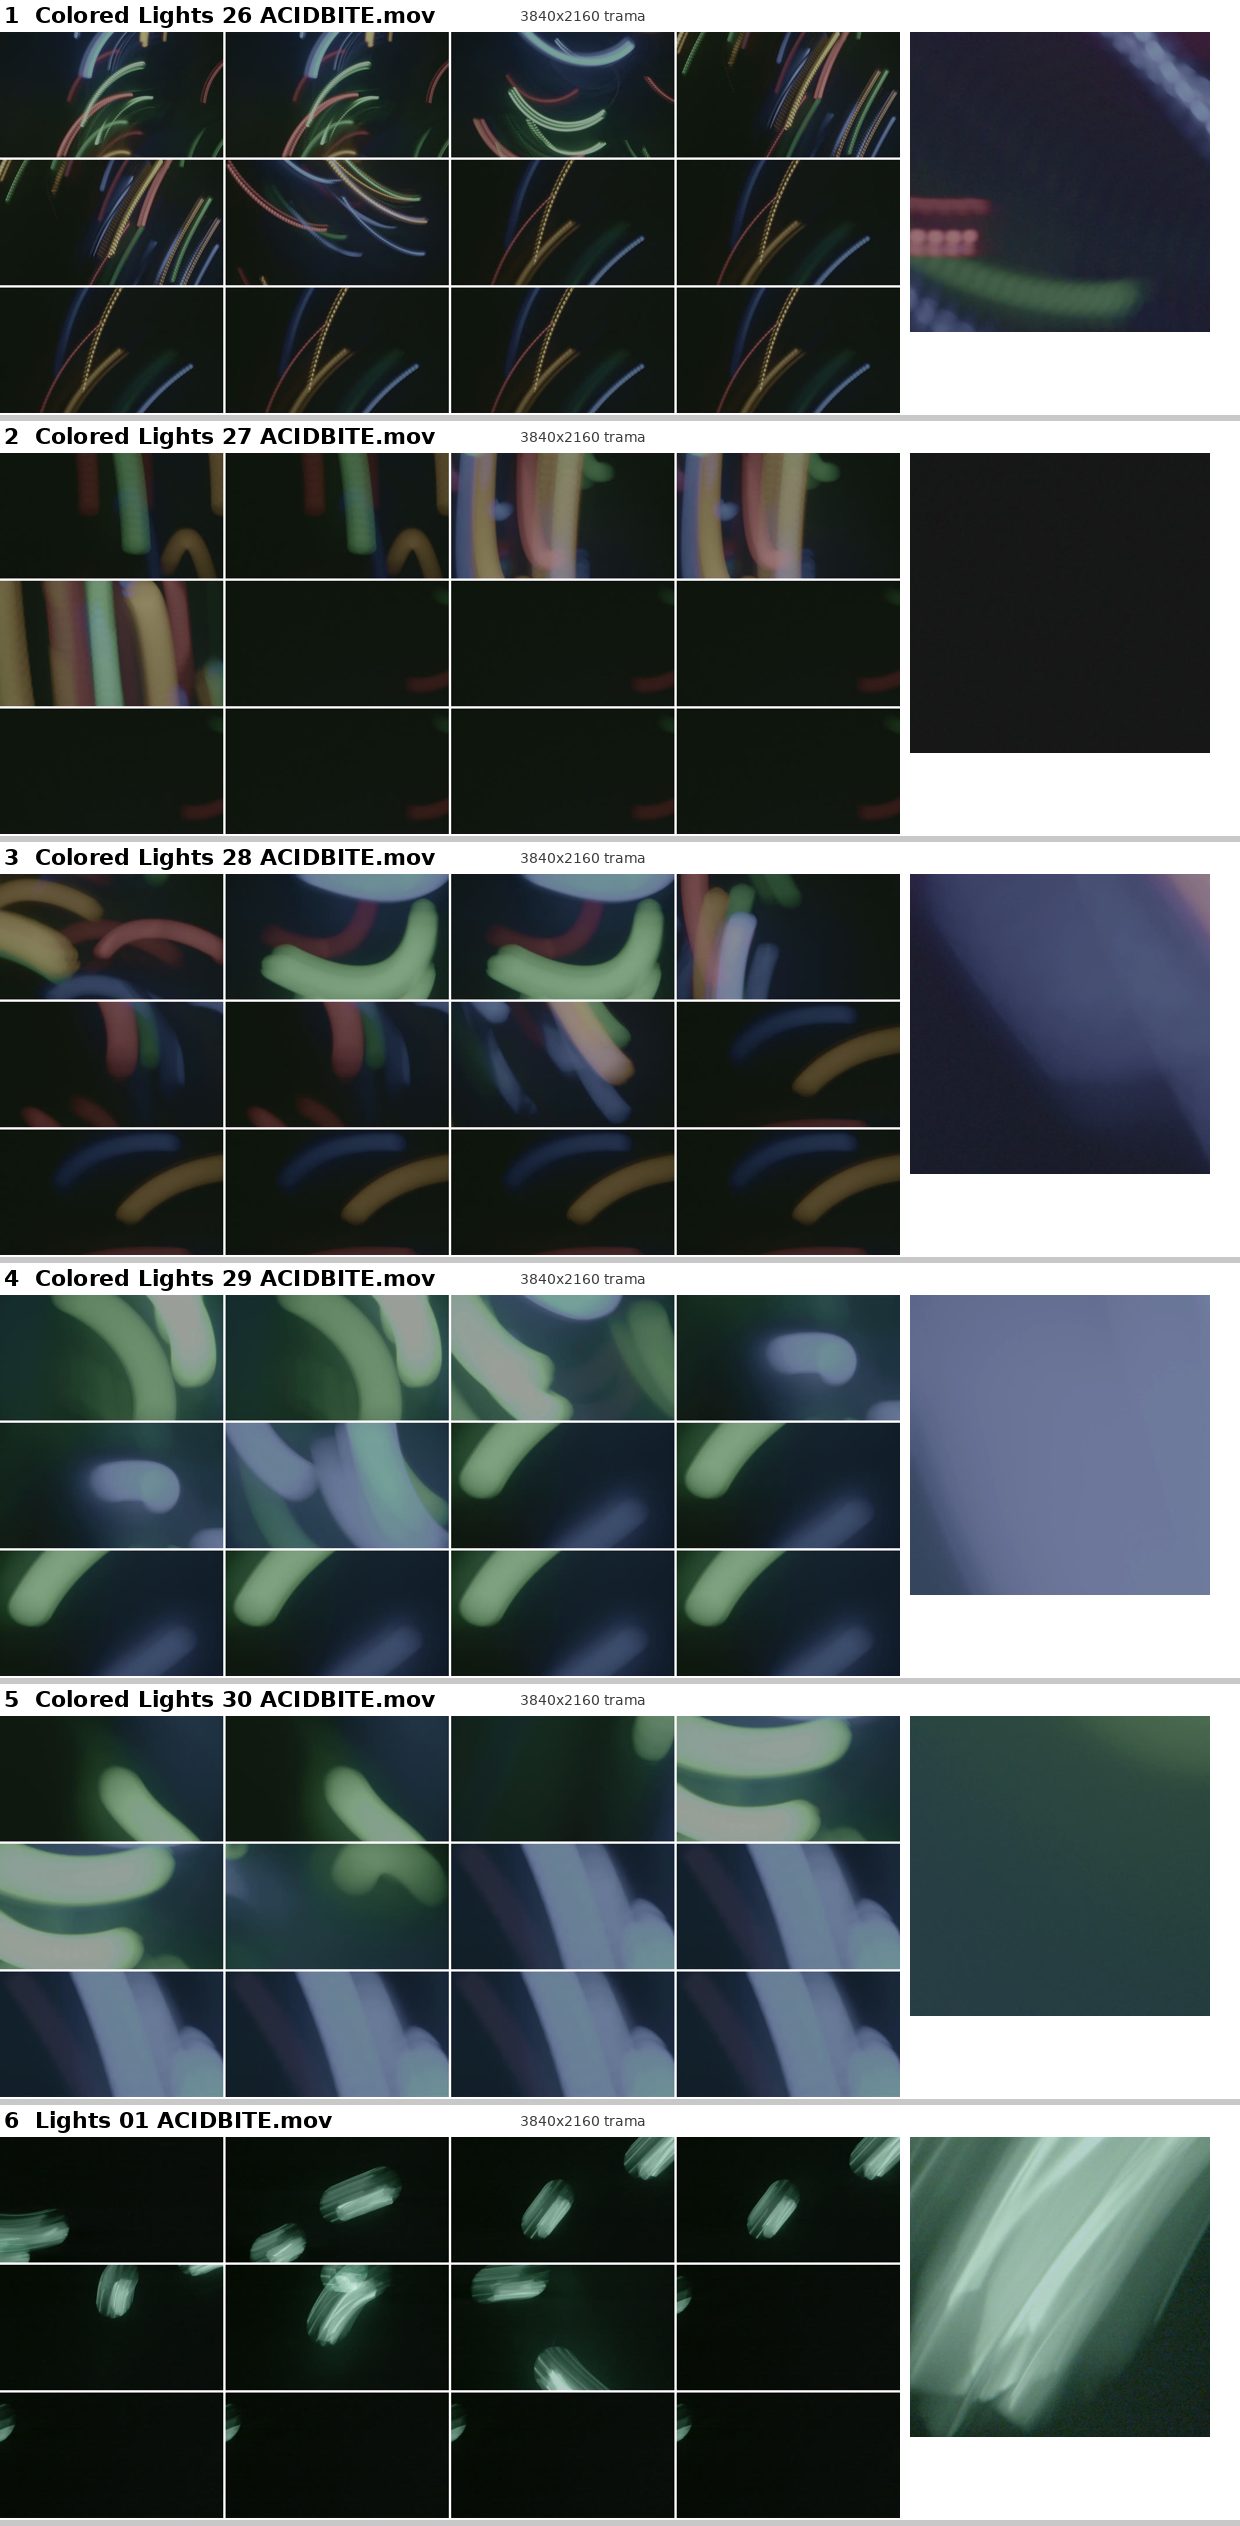 1 Colored Lights 26 ACIDBITE.mov 3840x2160 trama
2 Colored Lights 27 ACIDBITE.mov 3840x2160 trama
3 Colored Lights 28 ACIDBITE.mov 3840x2160 trama
4 Colored Lights 29 ACIDBITE.mov 3840x2160 trama
5 Colored Lights 30 ACIDBITE.mov 3840x2160 trama
6 Lights 01 ACIDBITE.mov 3840x2160 trama